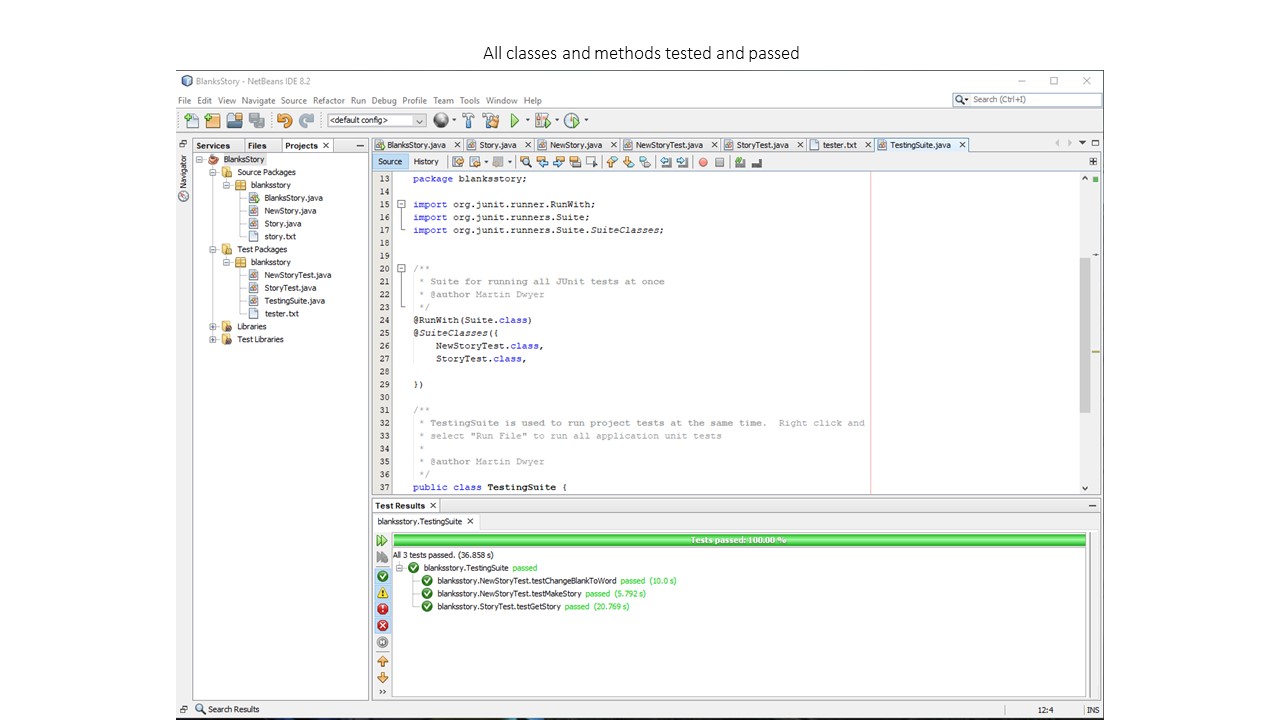 All classes and methods tested and passed
BlanksStory - NetBeans IDE 8.2
File Edit View Navigate Source Refactor Run Debug Profile Team Tools Window Help
Search (Ctrl+I)
<default config>
Services Files Projects
BlanksStory.java Story.java NewStory.java NewStoryTest.java StoryTest.java tester.txt TestingSuite.java
Navigator
Source History
BlanksStory
Source Packages
blanksstory
BlanksStory.java
NewStory.java
Story.java
story.txt
Test Packages
blanksstory
NewStoryTest.java
StoryTest.java
TestingSuite.java
tester.txt
Libraries
Test Libraries
13 package blanksstory;
14
15 import org.junit.runner.RunWith;
16 import org.junit.runners.Suite;
17 import org.junit.runners.Suite.SuiteClasses;
18
19
20 /**
21 * Suite for running all JUnit tests at once
22 * @author Martin Dwyer
23 */
24 @RunWith(Suite.class)
25 @SuiteClasses({
26 NewStoryTest.class,
27 StoryTest.class,
28
29 })
30
31 /**
32 * TestingSuite is used to run project tests at the same time. Right click and
33 * select "Run File" to run all application unit tests
34 *
35 * @author Martin Dwyer
36 */
37 public class TestingSuite {
Test Results
blanksstory.TestingSuite
Tests passed: 100.00 %
All 3 tests passed. (36.858 s)
blanksstory.TestingSuite passed
blanksstory.NewStoryTest.testChangeBlankToWord passed (10.0 s)
blanksstory.NewStoryTest.testMakeStory passed (5.792 s)
blanksstory.StoryTest.testGetStory passed (20.769 s)
Search Results
12:4 INS